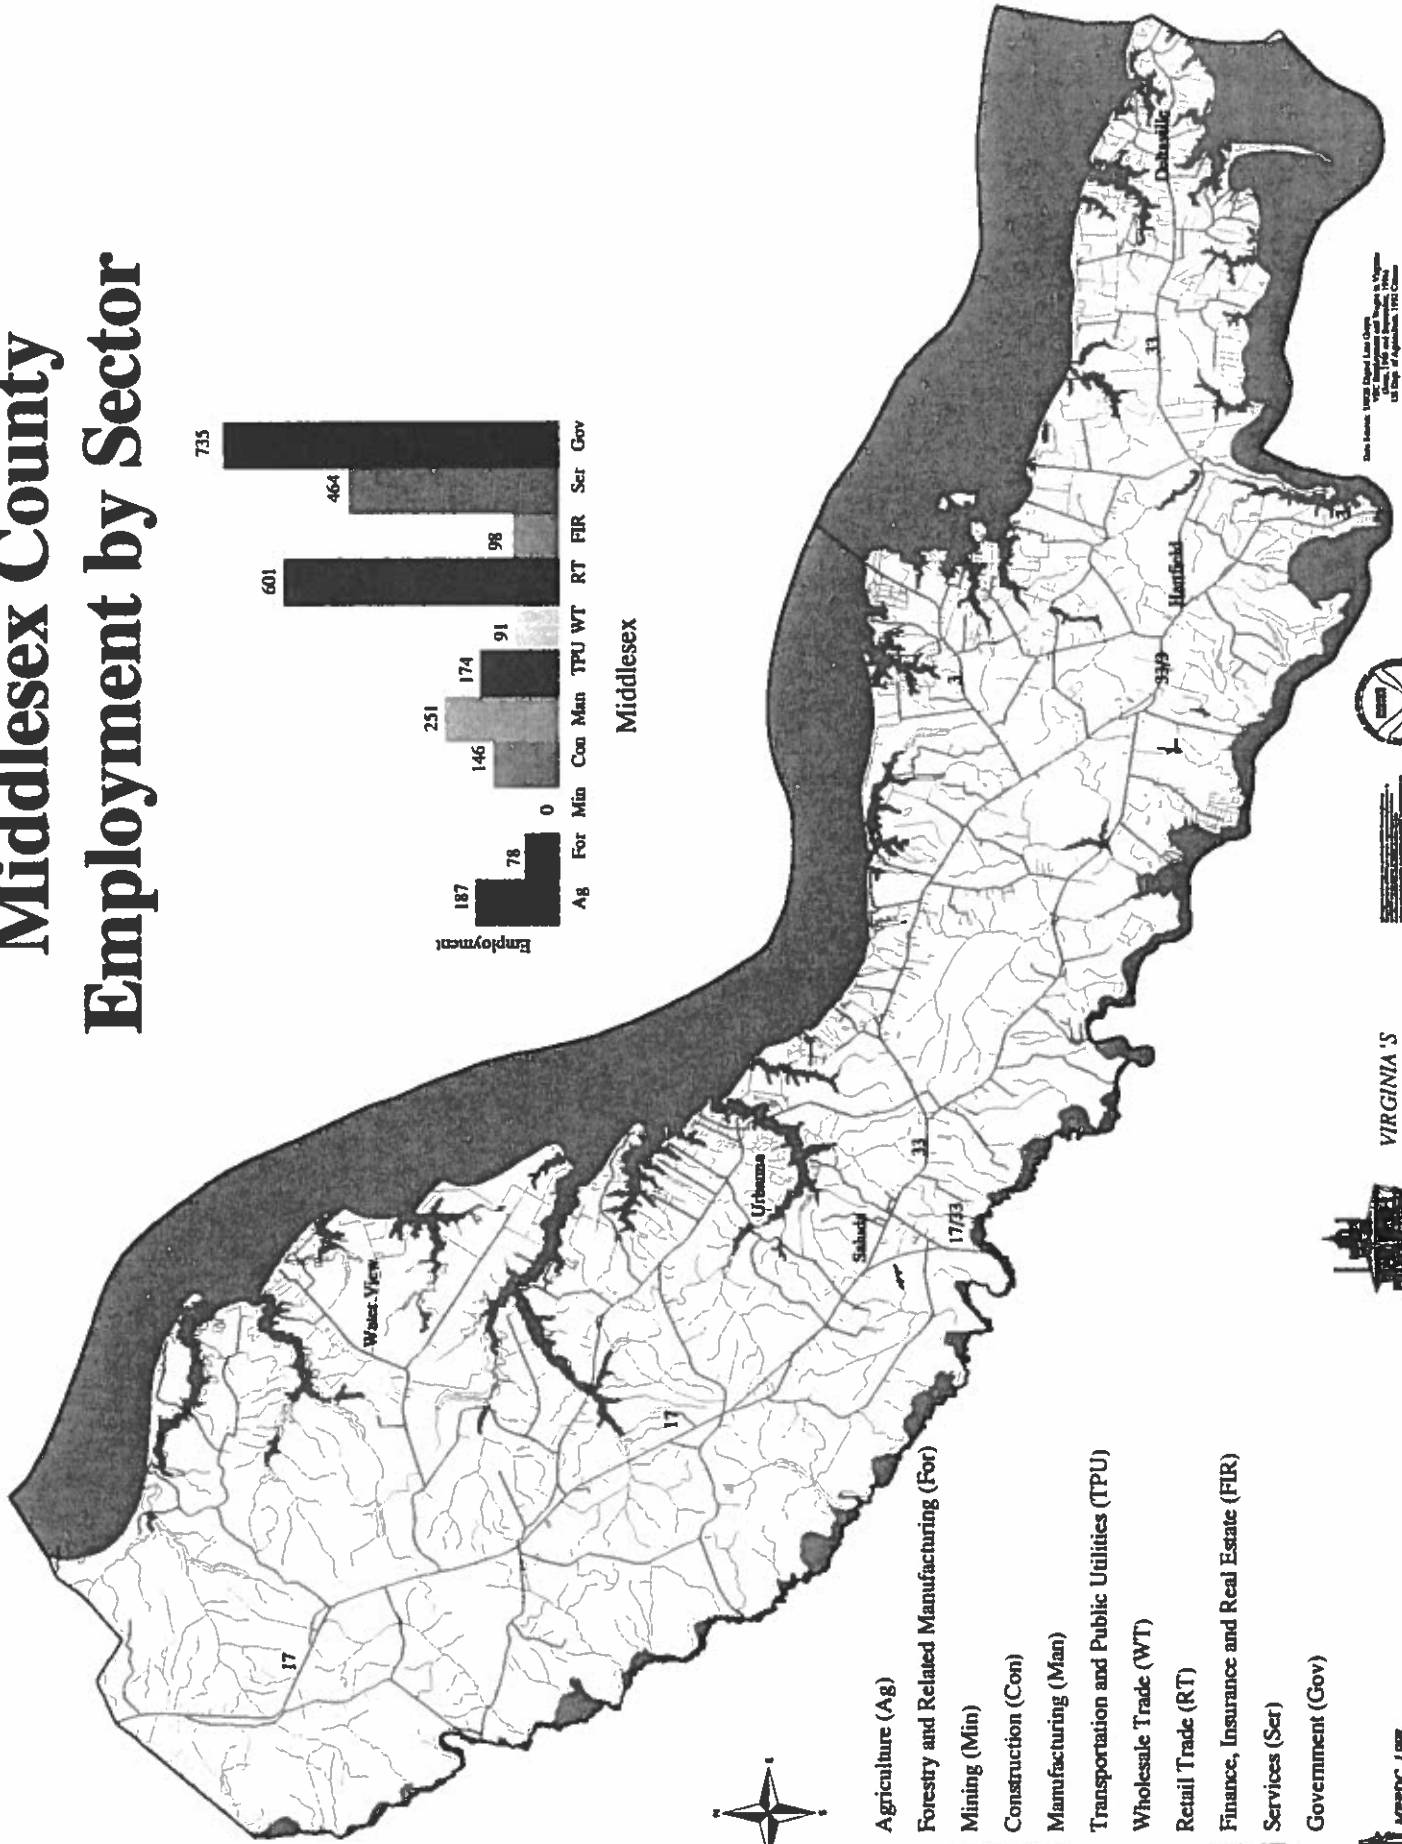 Middlesex County
Employment by Sector
Employment
187
78
0
146
251
174
91
601
98
464
735
Ag For Min Con Man TPU WT RT FIR Ser Gov
Middlesex
17
Water View
17
Urbanna
Saluda
17/33
33
3
33/3
Hartfield
3
33
Deltaville
Agriculture (Ag)
Forestry and Related Manufacturing (For)
Mining (Min)
Construction (Con)
Manufacturing (Man)
Transportation and Public Utilities (TPU)
Wholesale Trade (WT)
Retail Trade (RT)
Finance, Insurance and Real Estate (FIR)
Services (Ser)
Government (Gov)
VIRGINIA'S